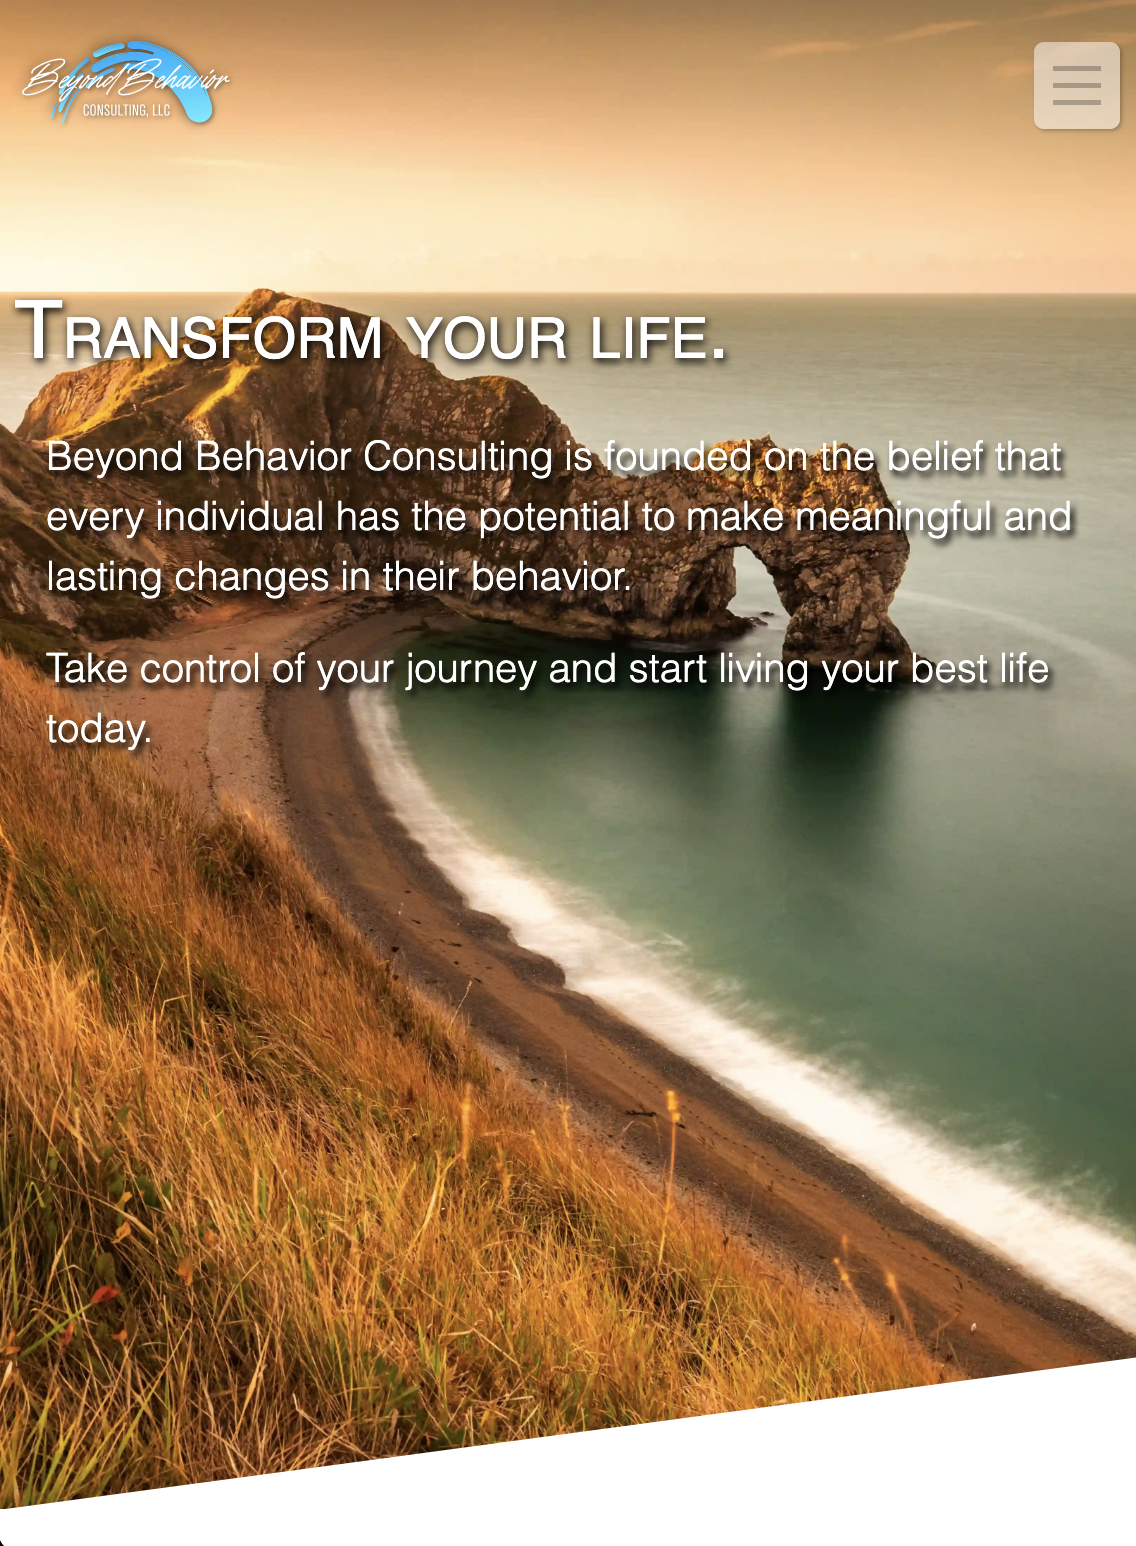 Beyond Behavior
CONSULTING, LLC
Transform your life.
Beyond Behavior Consulting is founded on the belief that
every individual has the potential to make meaningful and
lasting changes in their behavior.
Take control of your journey and start living your best life
today.